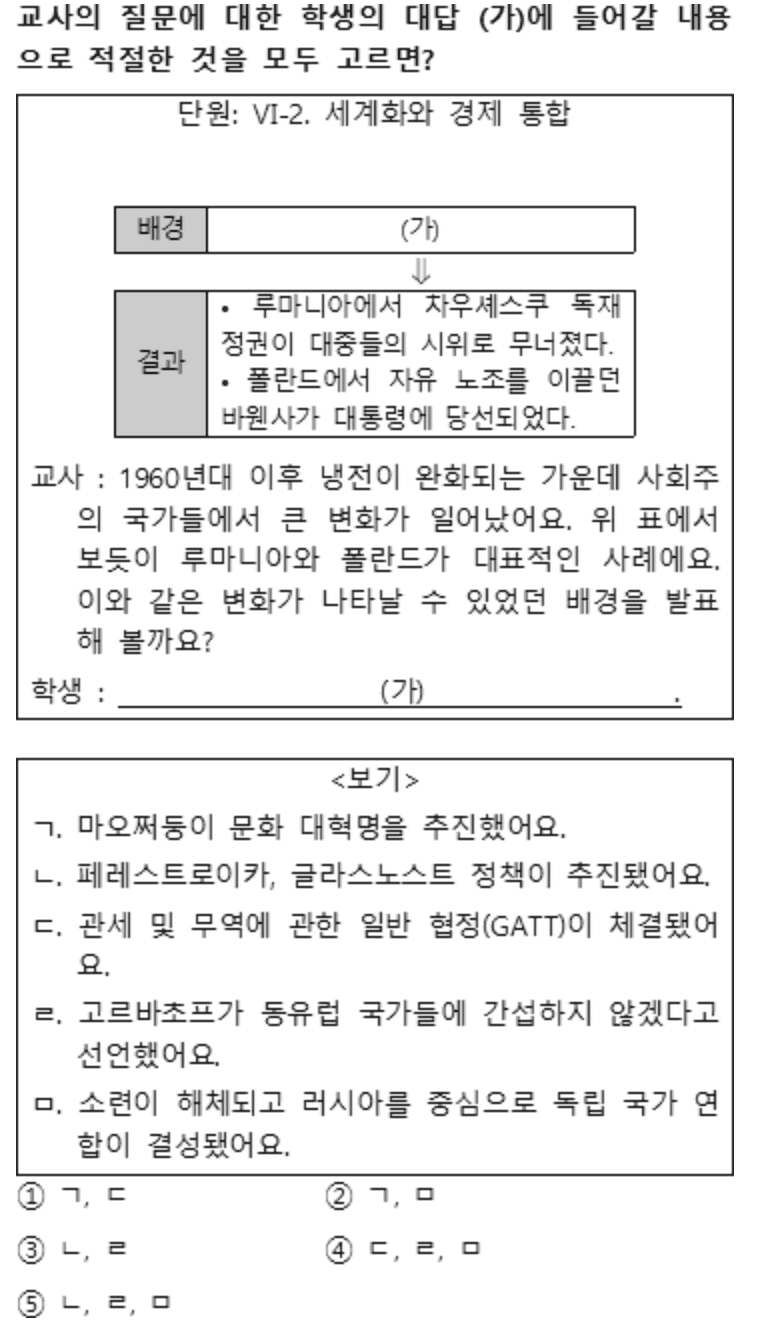 교사의 질문에 대한 학생의 대답 (가)에 들어갈 내용
으로 적절한 것을 모두 고르면?
단원: Ⅵ-2. 세계화와 경제 통합
배경
(가)
⇓
결과
• 루마니아에서 차우셰스쿠 독재
정권이 대중들의 시위로 무너졌다.
• 폴란드에서 자유 노조를 이끌던
바웬사가 대통령에 당선되었다.
교사 : 1960년대 이후 냉전이 완화되는 가운데 사회주
의 국가들에서 큰 변화가 일어났어요. 위 표에서
보듯이 루마니아와 폴란드가 대표적인 사례에요.
이와 같은 변화가 나타날 수 있었던 배경을 발표
해 볼까요?
학생 : (가) .
<보기>
ㄱ. 마오쩌둥이 문화 대혁명을 추진했어요.
ㄴ. 페레스트로이카, 글라스노스트 정책이 추진됐어요.
ㄷ. 관세 및 무역에 관한 일반 협정(GATT)이 체결됐어
요.
ㄹ. 고르바초프가 동유럽 국가들에 간섭하지 않겠다고
선언했어요.
ㅁ. 소련이 해체되고 러시아를 중심으로 독립 국가 연
합이 결성됐어요.
① ㄱ, ㄷ ② ㄱ, ㅁ
③ ㄴ, ㄹ ④ ㄷ, ㄹ, ㅁ
⑤ ㄴ, ㄹ, ㅁ